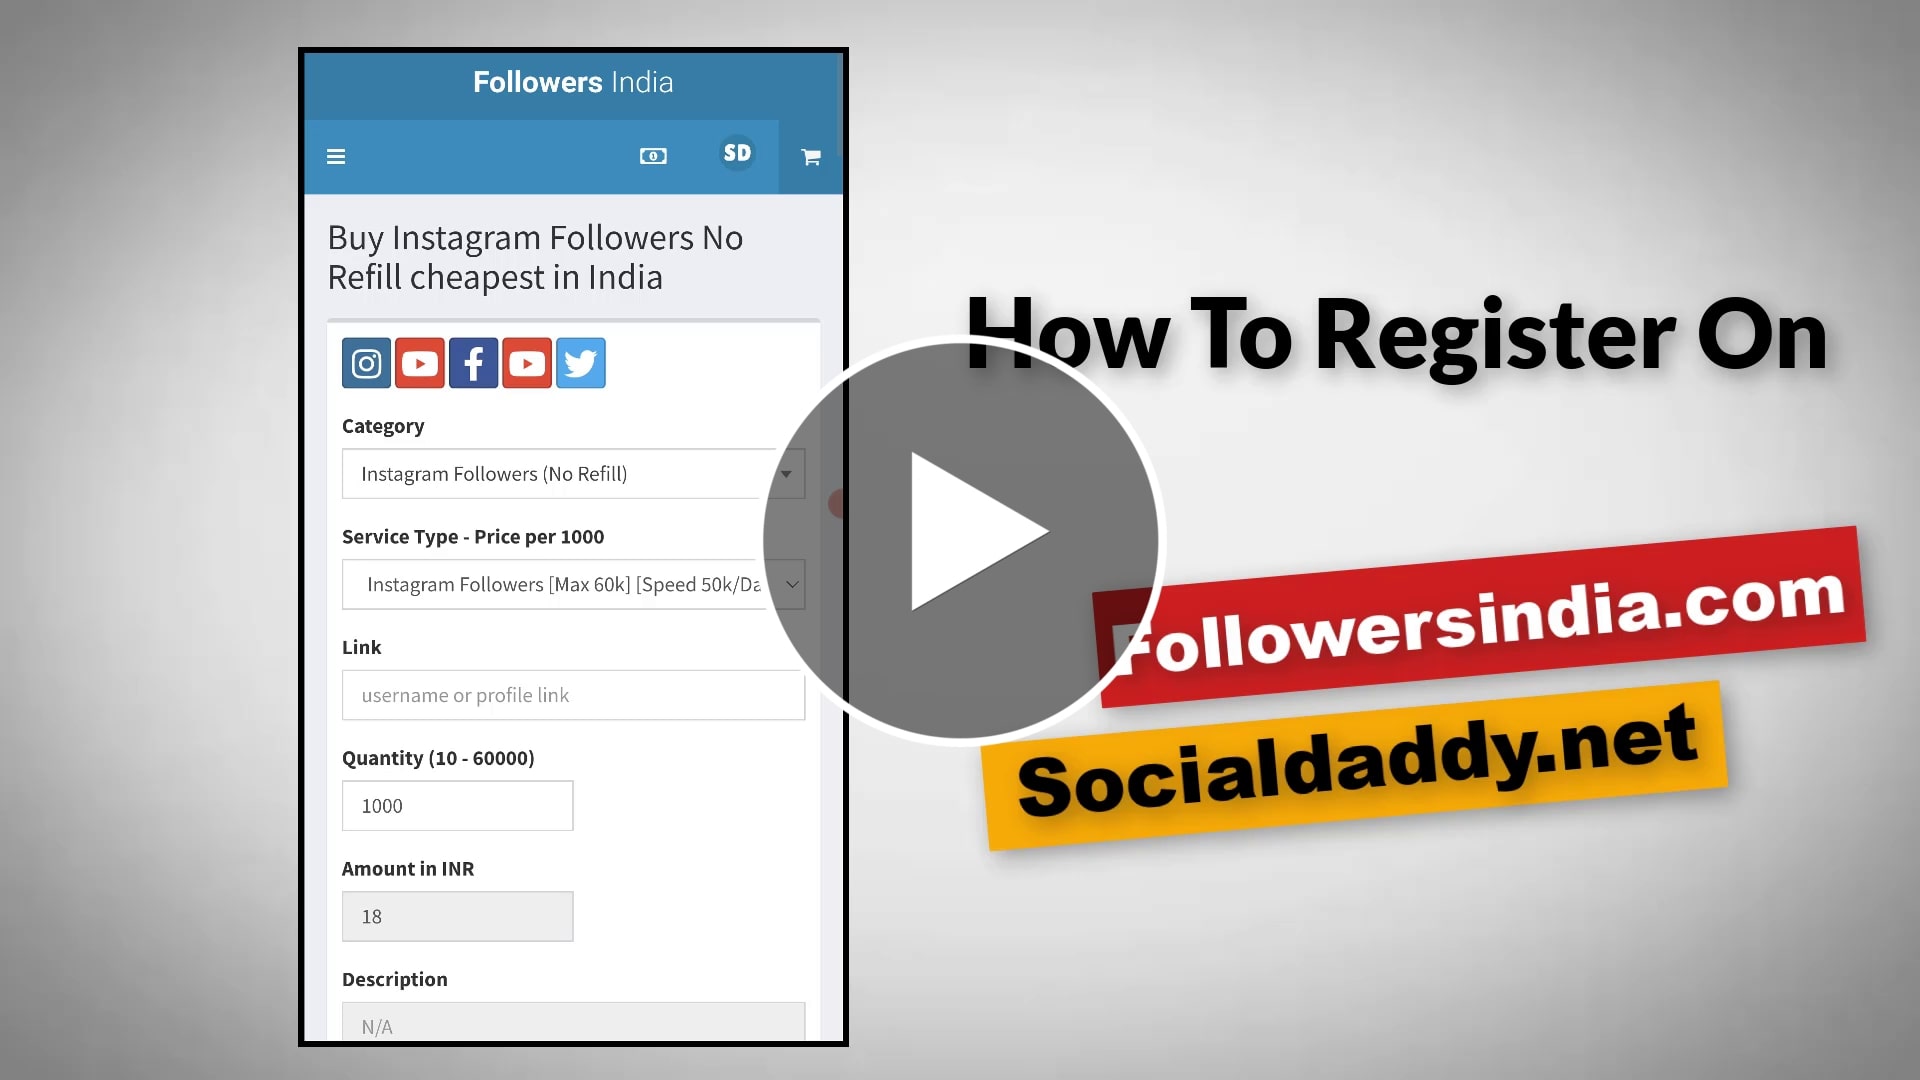 Followers India
SD
Buy Instagram Followers No
Refill cheapest in India
Category
Instagram Followers (No Refill)
Service Type - Price per 1000
Instagram Followers [Max 60k] [Speed 50k/Da
Link
username or profile link
Quantity (10 - 60000)
1000
Amount in INR
18
Description
N/A
How To Register On
Followersindia.com
Socialdaddy.net